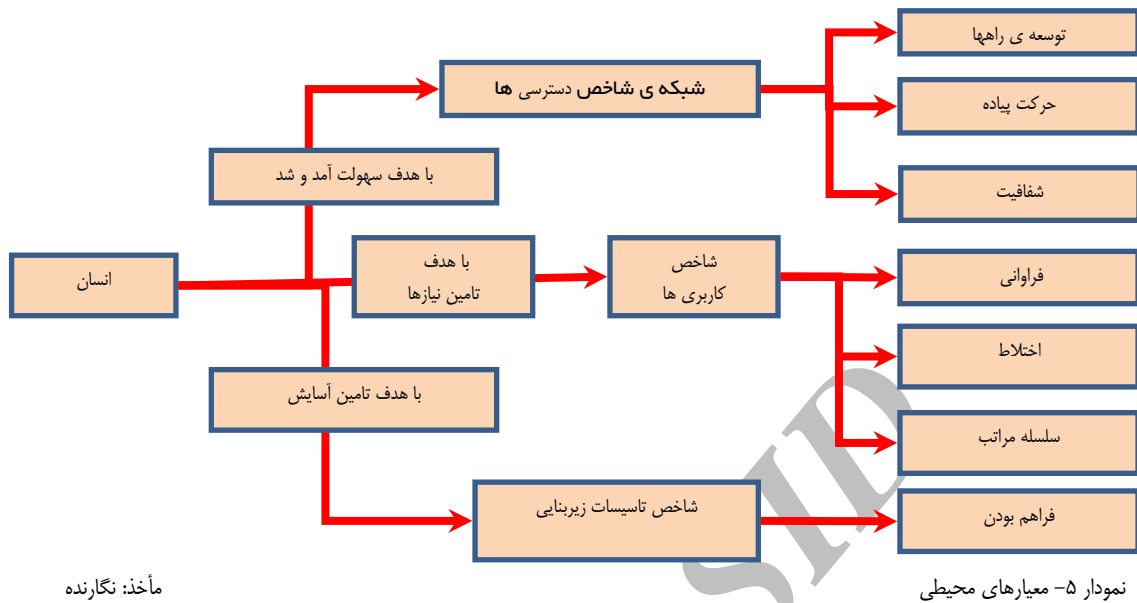 توسعه ی راهها
شبکه ی شاخص دسترسی ها
حرکت پیاده
با هدف سهولت آمد و شد
شفافیت
انسان
با هدف
تامین نیازها
شاخص
کاربری ها
فراوانی
اختلاط
با هدف تامین آسایش
سلسله مراتب
شاخص تاسیسات زیربنایی
فراهم بودن
نمودار ۵- معیارهای محیطی
مأخذ: نگارنده
SID